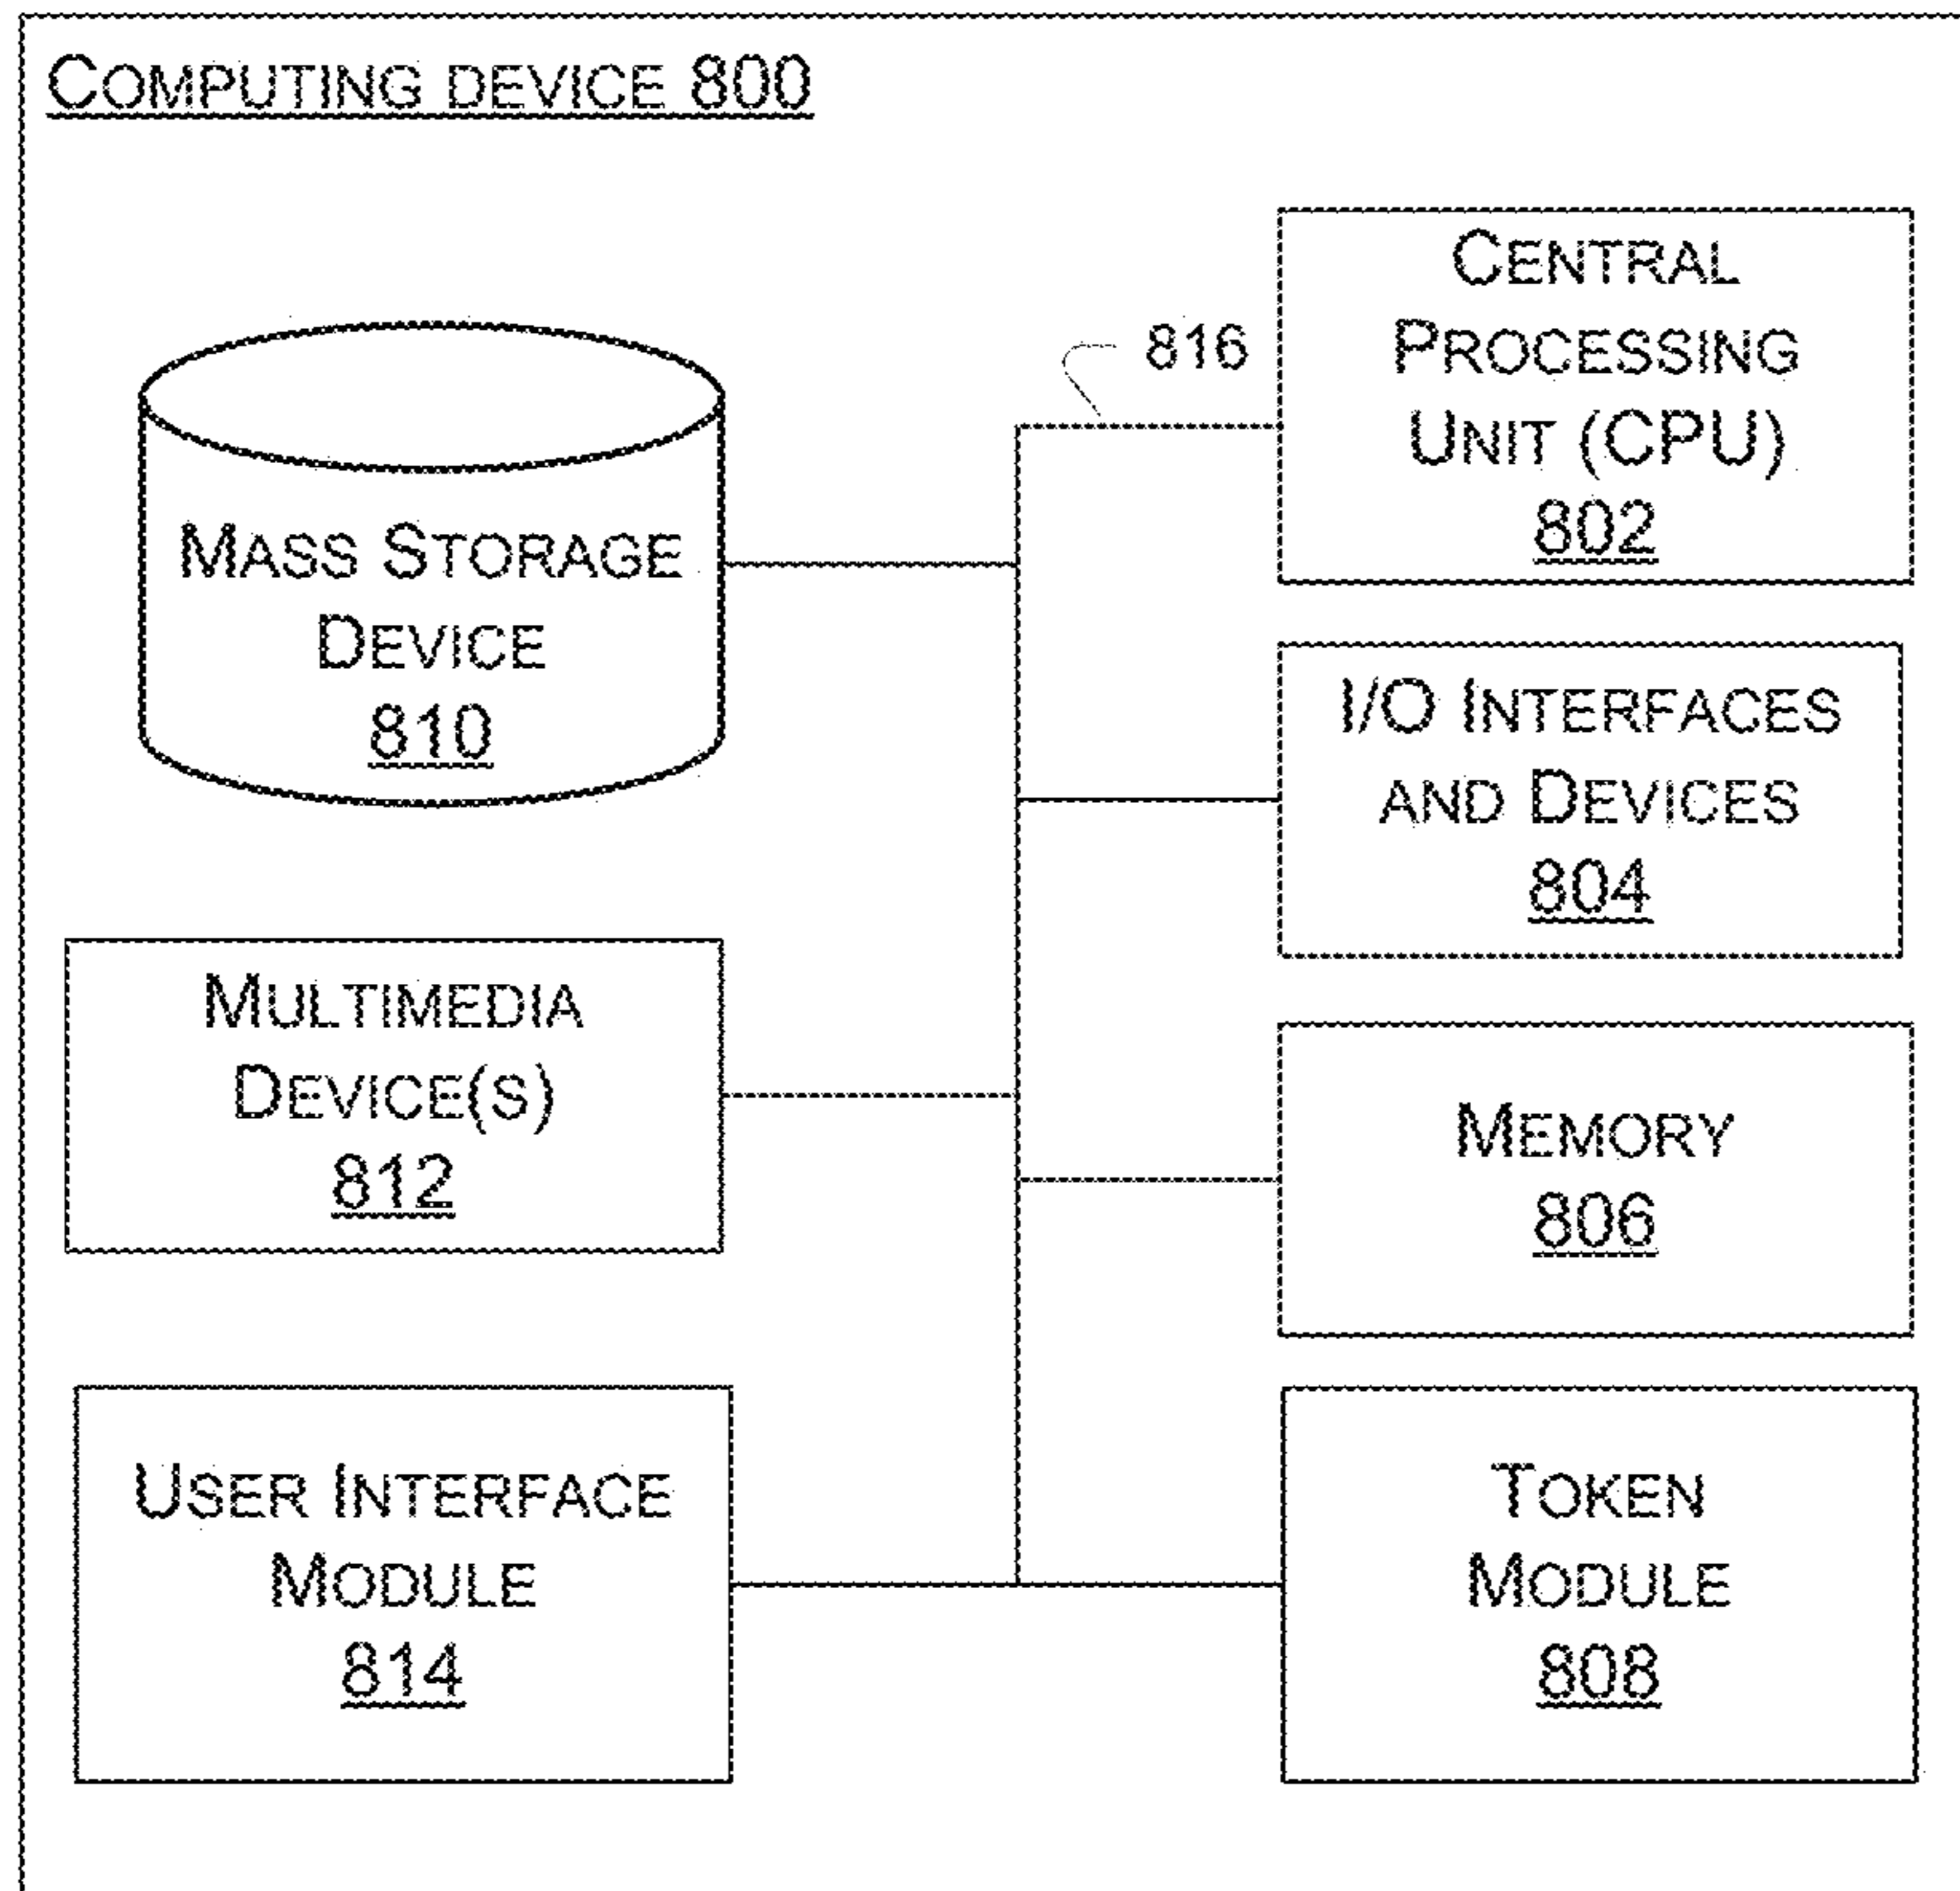 COMPUTING DEVICE 800
CENTRAL
PROCESSING
UNIT (CPU)
802
816
MASS STORAGE
DEVICE
810
I/O INTERFACES
AND DEVICES
804
MULTIMEDIA
DEVICE(S)
812
MEMORY
806
USER INTERFACE
MODULE
814
TOKEN
MODULE
808